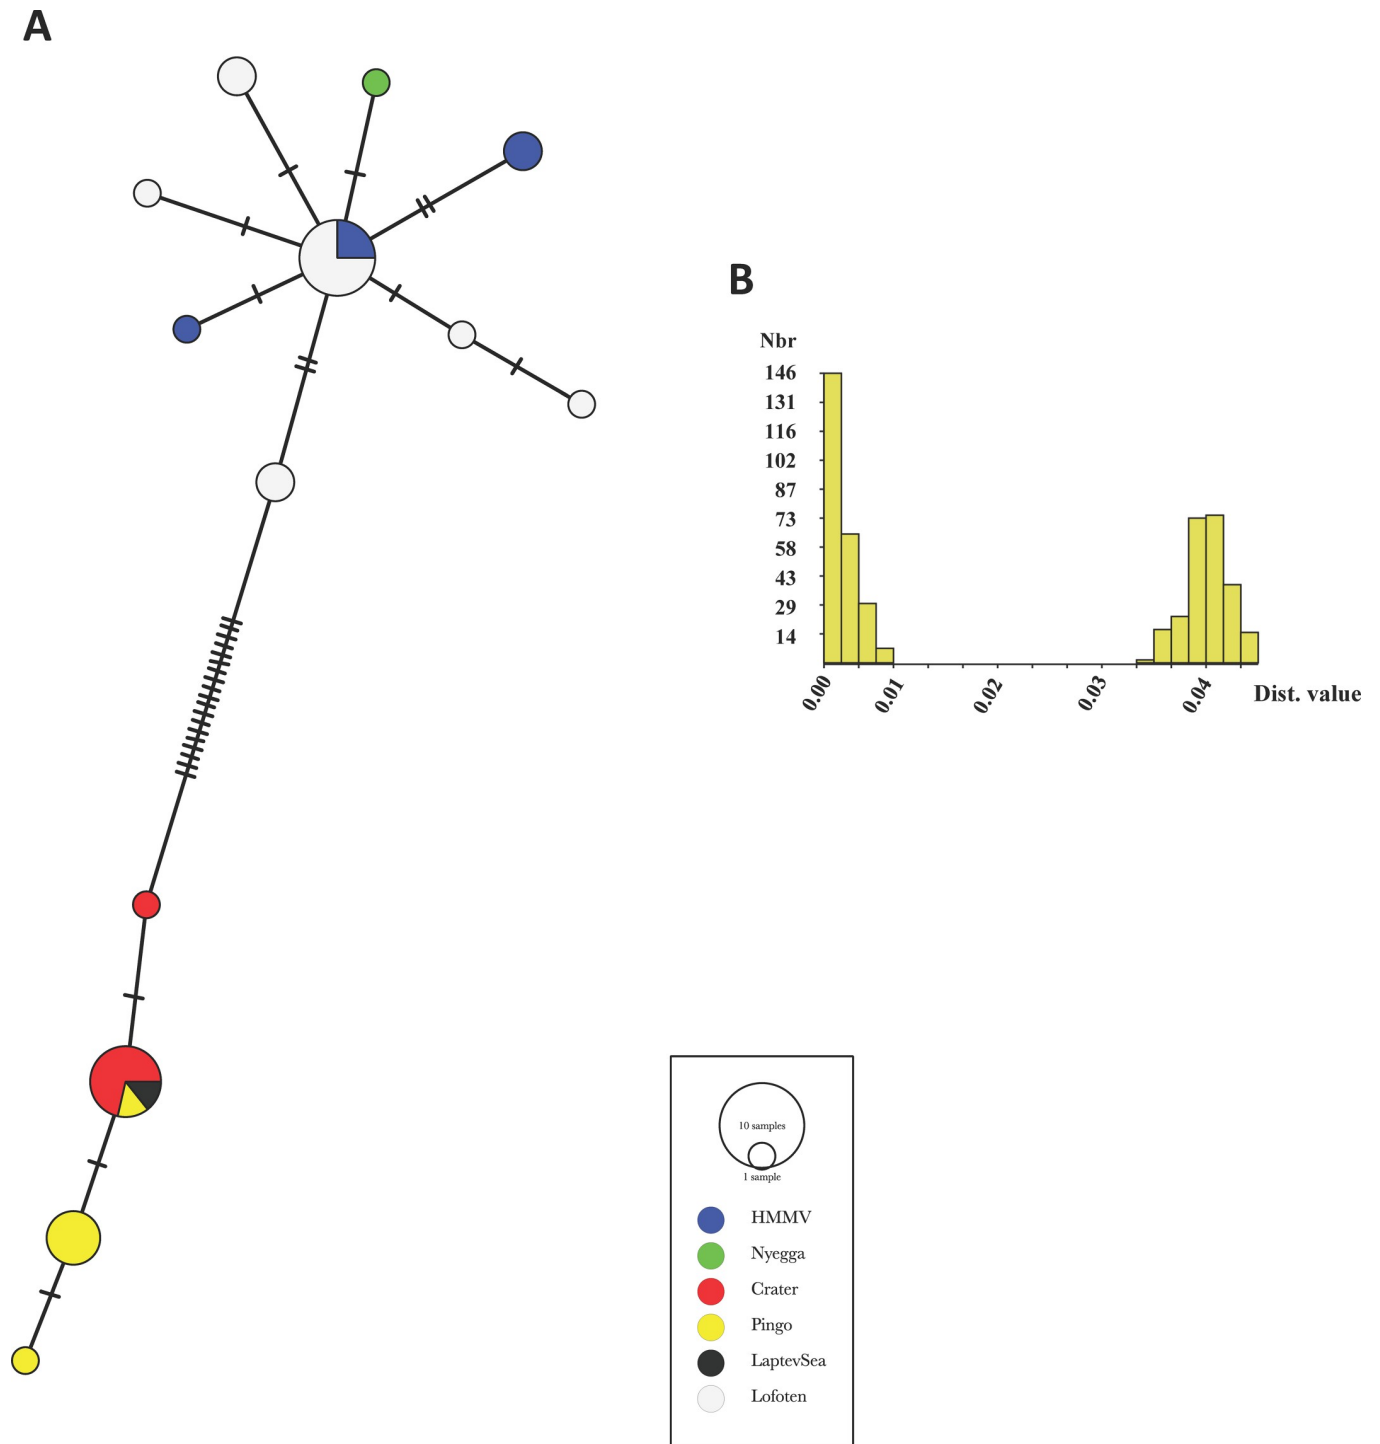 A
B
Nbr
146
131
116
102
87
73
58
43
29
14
0.00
0.01
0.02
0.03
0.04
Dist. value
10 samples
1 sample
HMMV
Nyegga
Crater
Pingo
LaptevSea
Lofoten